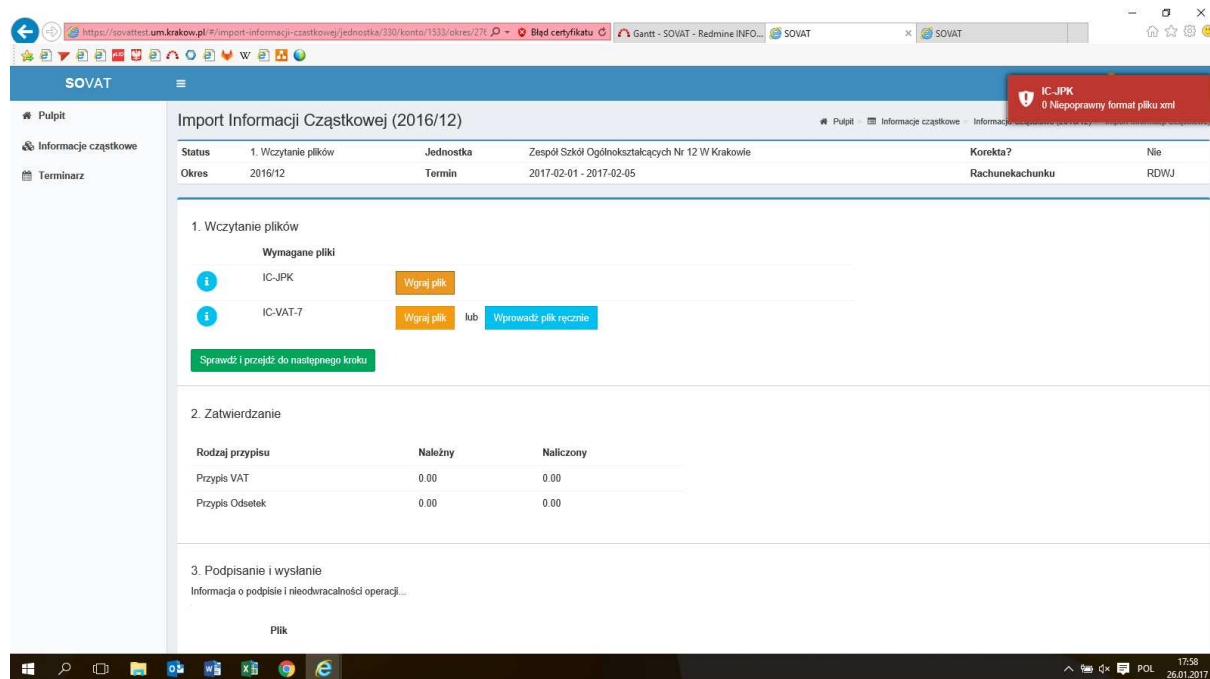 https://sovattest.um.krakow.pl/#/import-informacji-czastkowej/jednostka/330/konto/1533/okres/276
Błąd certyfikatu
Gantt - SOVAT - Redmine INFO...
SOVAT
SOVAT
SOVAT
IC-JPK
0 Niepoprawny format pliku xml
Pulpit
Informacje cząstkowe
Terminarz
Import Informacji Cząstkowej (2016/12)
Pulpit
Informacje cząstkowe
Status 1. Wczytanie plików Jednostka Zespół Szkół Ogólnokształcących Nr 12 W Krakowie Korekta? Nie
Okres 2016/12 Termin 2017-02-01 - 2017-02-05 Rachunekachunku RDWJ
1. Wczytanie plików
Wymagane pliki
IC-JPK Wgraj plik
IC-VAT-7 Wgraj plik lub Wprowadź plik ręcznie
Sprawdź i przejdź do następnego kroku
2. Zatwierdzanie
Rodzaj przypisu Należny Naliczony
Przypis VAT 0.00 0.00
Przypis Odsetek 0.00 0.00
3. Podpisanie i wysłanie
Informacja o podpisie i nieodwracalności operacji...
Plik
POL
17:58
26.01.2017